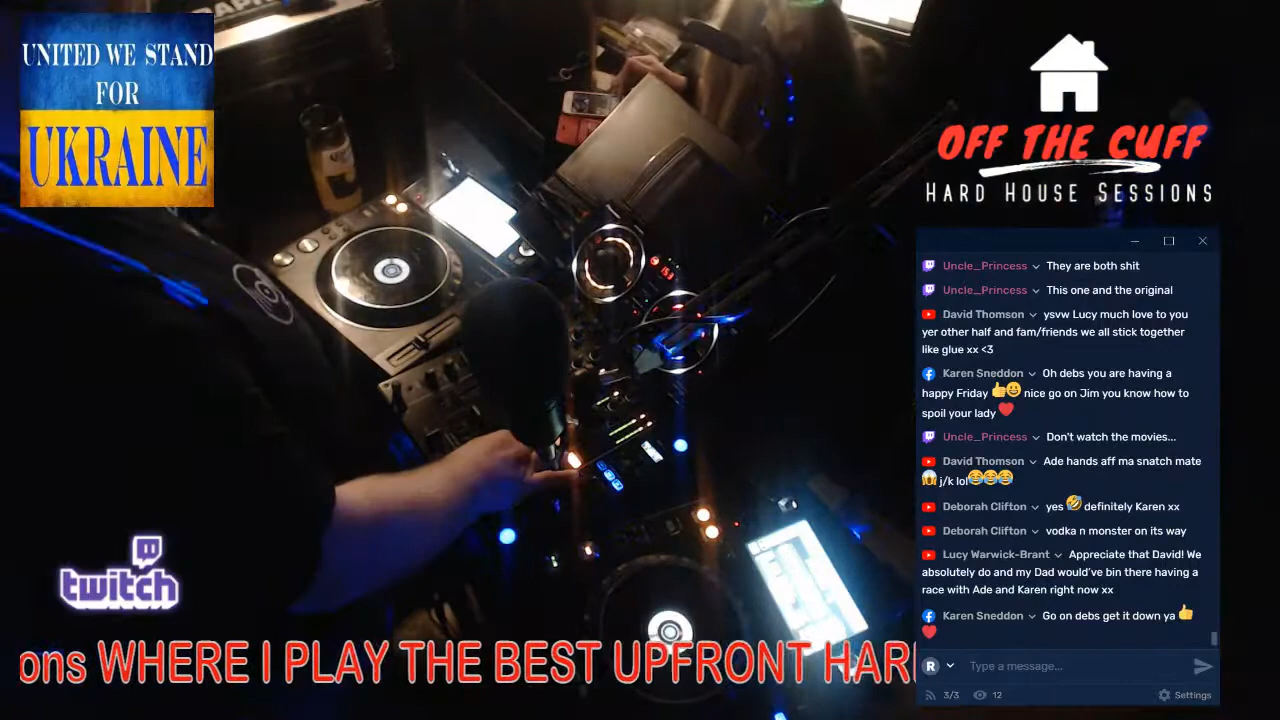 UNITED WE STAND
FOR
UKRAINE
OFF THE CUFF
HARD HOUSE SESSIONS
Uncle_Princess They are both shit
Uncle_Princess This one and the original
David Thomson ysvw Lucy much love to you
yer other half and fam/friends we all stick together
like glue xx <3
Karen Sneddon Oh debs you are having a
happy Friday 👍😀 nice go on Jim you know how to
spoil your lady ❤️
Uncle_Princess Don't watch the movies...
David Thomson Ade hands aff ma snatch mate
😱 j/k lol😂😂😂
Deborah Clifton yes 🤣 definitely Karen xx
Deborah Clifton vodka n monster on its way
Lucy Warwick-Brant Appreciate that David! We
absolutely do and my Dad would've bin there having a
race with Ade and Karen right now xx
Karen Sneddon Go on debs get it down ya 👍
❤️
R Type a message...
3/3 12 Settings
twitch
ons WHERE I PLAY THE BEST UPFRONT HAR